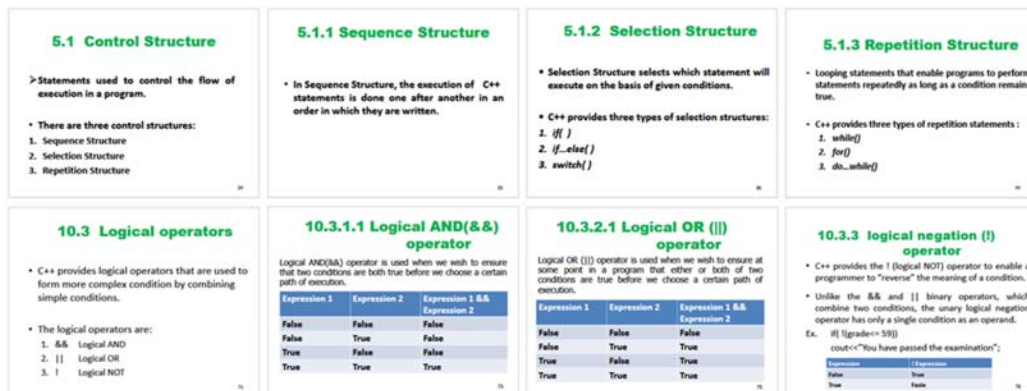 5.1 Control Structure
➢Statements used to control the flow of
execution in a program.
• There are three control structures:
1. Sequence Structure
2. Selection Structure
3. Repetition Structure
5.1.1 Sequence Structure
• In Sequence Structure, the execution of C++
statements is done one after another in an
order in which they are written.
5.1.2 Selection Structure
• Selection Structure selects which statement will
execute on the basis of given conditions.
• C++ provides three types of selection structures:
1. if( )
2. if...else( )
3. switch( )
5.1.3 Repetition Structure
• Looping statements that enable programs to perform
statements repeatedly as long as a condition remain
true.
• C++ provides three types of repetition statements :
1. while()
2. for()
3. do...while()
10.3 Logical operators
• C++ provides logical operators that are used to
form more complex condition by combining
simple conditions.
• The logical operators are:
1. && Logical AND
2. || Logical OR
3. ! Logical NOT
10.3.1.1 Logical AND(&&)
operator
Logical AND(&&) operator is used when we wish to ensure
that two conditions are both true before we choose a certain
path of execution.
Expression 1 Expression 2 Expression 1 &&
Expression 2
False False False
False True False
True False False
True True True
10.3.2.1 Logical OR (||)
operator
Logical OR (||) operator is used when we wish to ensure at
some point in a program that either or both of two
conditions are true before we choose a certain path of
execution.
Expression 1 Expression 2 Expression 1 &&
Expression 2
False False False
False True True
True False True
True True True
10.3.3 logical negation (!)
operator
• C++ provides the ! (logical NOT) operator to enable a
programmer to "reverse" the meaning of a condition.
• Unlike the && and || binary operators, which
combine two conditions, the unary logical negation
operator has only a single condition as an operand.
Ex. if( !(grade<= 59))
cout<<"You have passed the examination";
Expression ! Expression
False True
True False